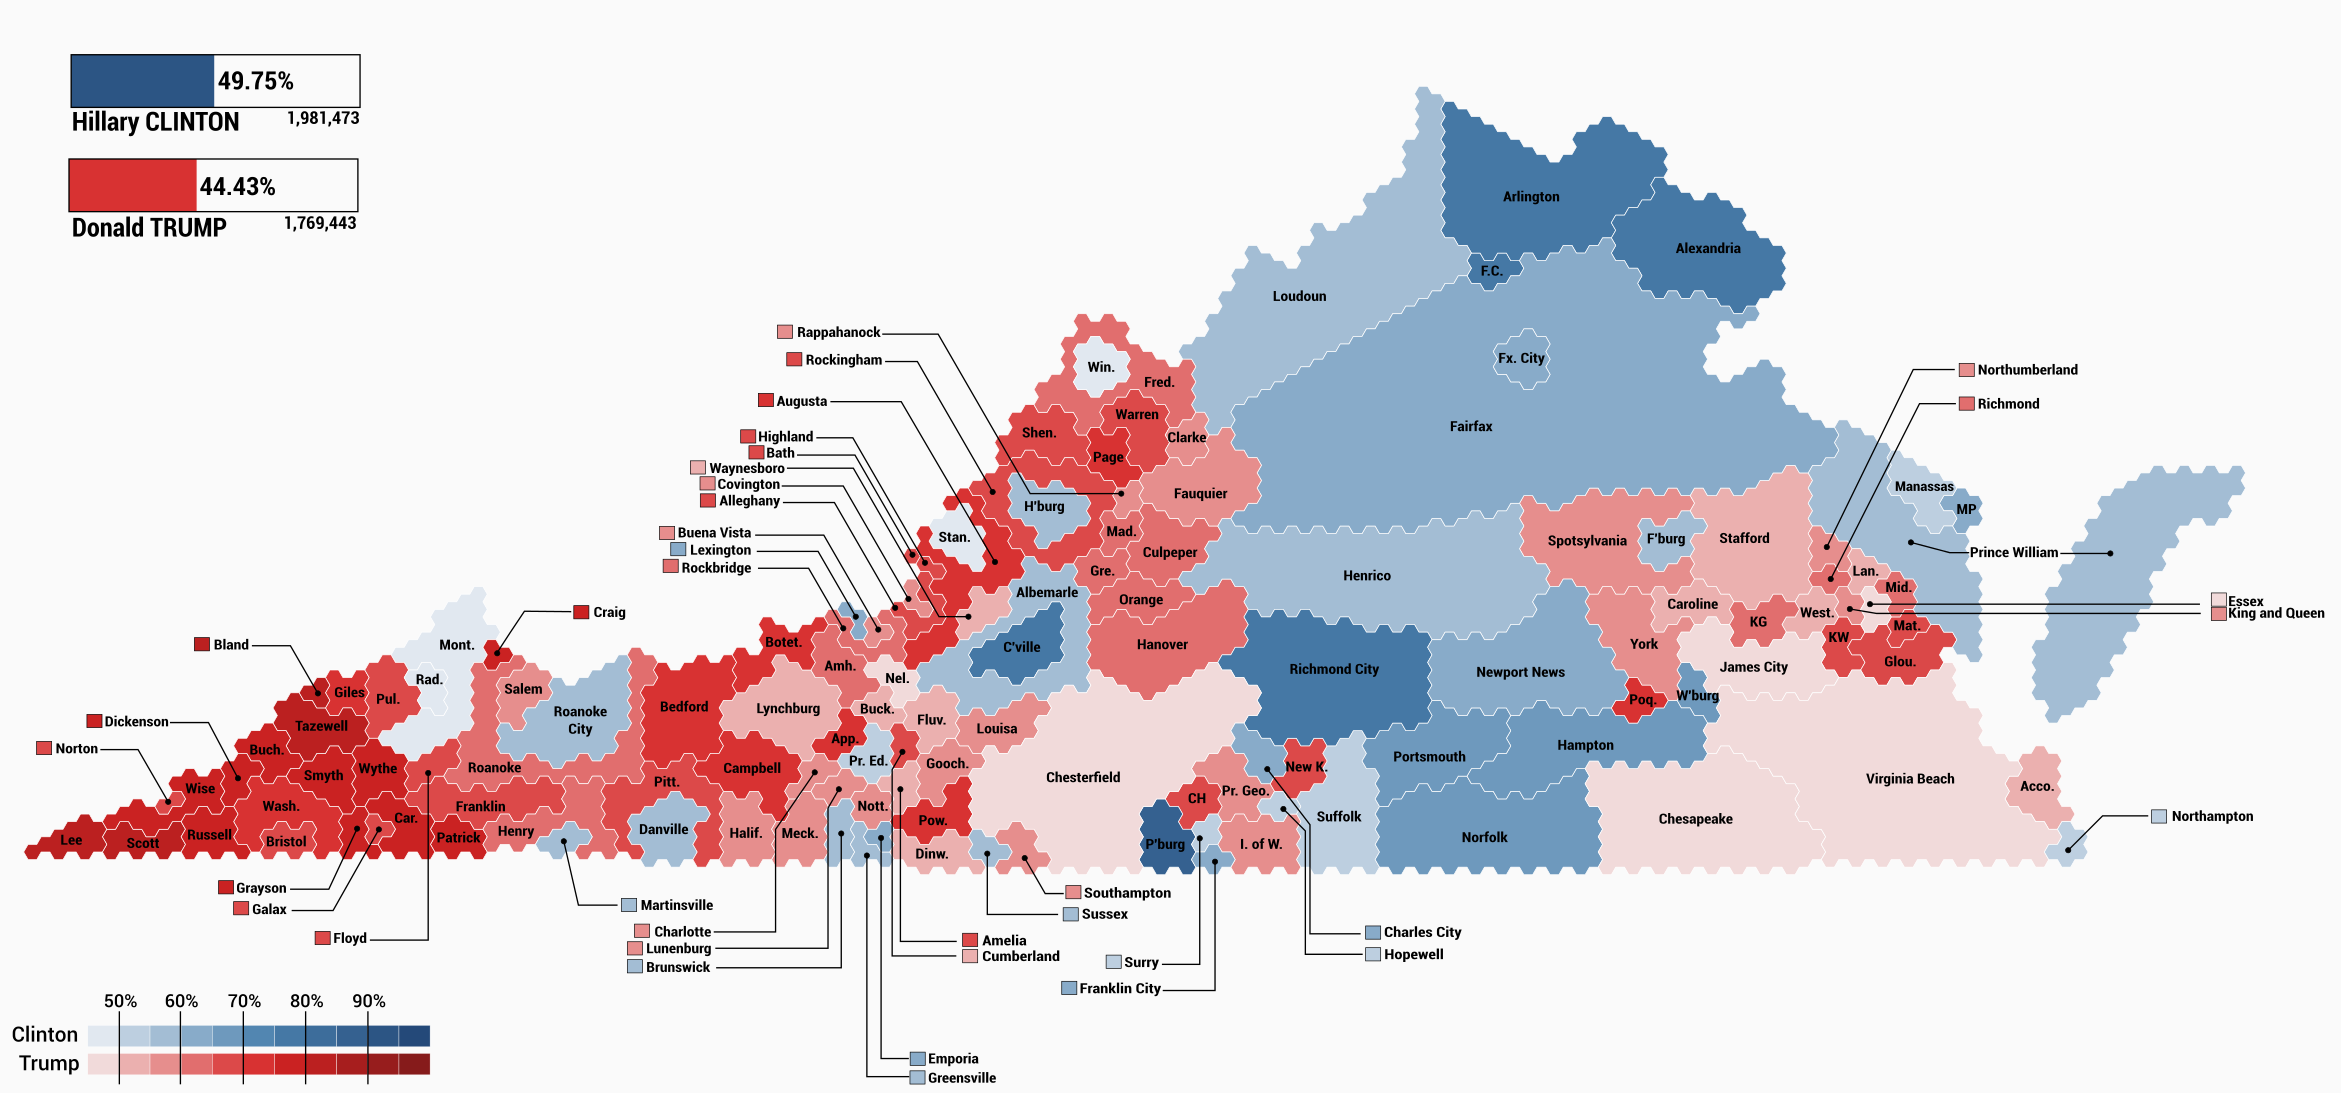 49.75%
Hillary CLINTON
1,981,473
44.43%
Donald TRUMP
1,769,443
Arlington
Alexandria
F.C.
Loudoun
Rappahanock
Rockingham
Win.
Fx. City
Fred.
Northumberland
Augusta
Richmond
Warren
Shen.
Clarke
Fairfax
Highland
Bath
Page
Waynesboro
Covington
Manassas
Alleghany
H'burg
Fauquier
MP
Buena Vista
Stan.
Mad.
Spotsylvania
F'burg
Stafford
Lexington
Culpeper
Prince William
Rockbridge
Gre.
Henrico
Lan.
Albemarle
Mid.
Orange
Caroline
Essex
Craig
West.
King and Queen
KG
Mat.
Bland
Mont.
Botet.
C'ville
Hanover
York
KW
Amh.
Richmond City
Newport News
James City
Glou.
Rad.
Nel.
Giles
Pul.
Salem
W'burg
Poq.
Bedford
Lynchburg
Buck.
Fluv.
Louisa
Dickenson
Tazewell
Roanoke
City
App.
Norton
Buch.
Hampton
Portsmouth
Pr. Ed.
Gooch.
New K.
Smyth
Wythe
Roanoke
Campbell
Chesterfield
Virginia Beach
Wise
Pitt.
Acco.
Wash.
Franklin
Nott.
CH
Pr. Geo.
Car.
Suffolk
Northampton
Pow.
Chesapeake
Lee
Scott
Russell
Bristol
Patrick
Henry
Danville
Halif.
Meck.
Dinw.
P'burg
I. of W.
Norfolk
Grayson
Southampton
Galax
Martinsville
Sussex
Charlotte
Charles City
Floyd
Lunenburg
Amelia
Cumberland
Hopewell
Brunswick
Surry
Franklin City
50% 60% 70% 80% 90%
Clinton
Trump
Emporia
Greensville